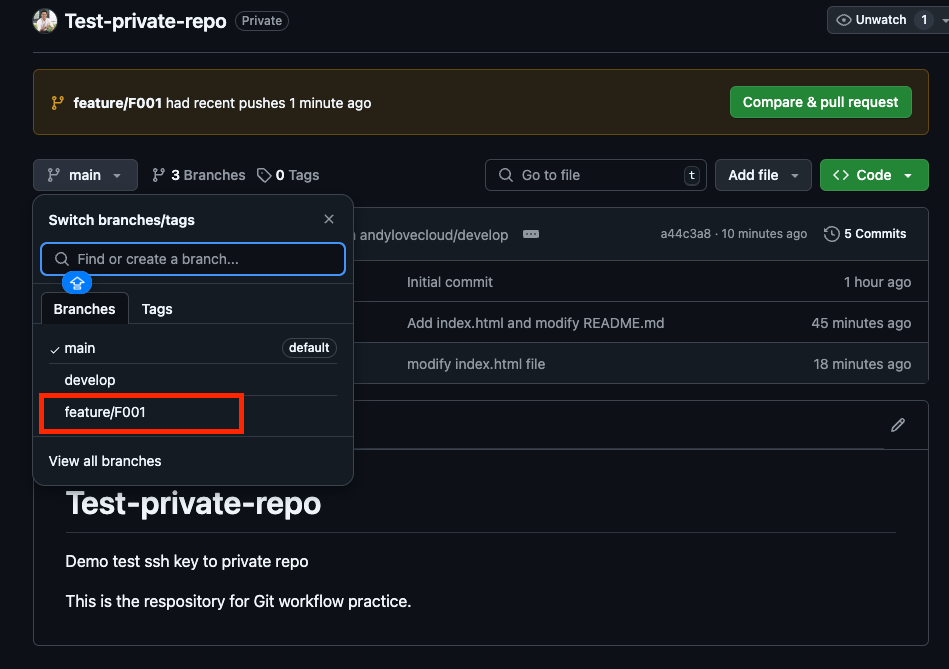 Test-private-repo Private Unwatch 1
feature/F001 had recent pushes 1 minute ago Compare & pull request
main 3 Branches 0 Tags Go to file t Add file Code
Switch branches/tags
andylovecloud/develop a44c3a8 · 10 minutes ago 5 Commits
Find or create a branch...
Initial commit 1 hour ago
Branches Tags
Add index.html and modify README.md 45 minutes ago
main default
modify index.html file 18 minutes ago
develop
feature/F001
View all branches
Test-private-repo
Demo test ssh key to private repo
This is the respository for Git workflow practice.